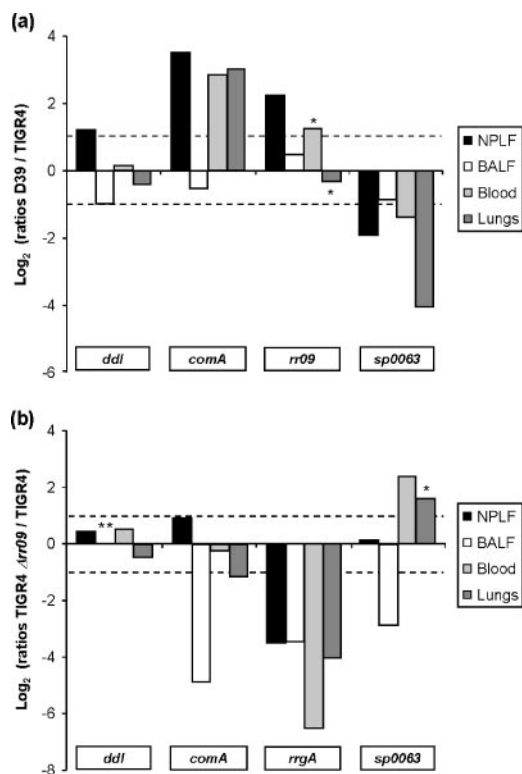 (a)
4
2
0
-2
-4
-6
Log2 (ratios D39 / TIGR4)
*
*
NPLF
BALF
Blood
Lungs
ddl comA rr09 sp0063
(b)
4
2
0
-2
-4
-6
-8
Log2 (ratios TIGR4 Δrr09 / TIGR4)
**
*
NPLF
BALF
Blood
Lungs
ddl comA rrgA sp0063